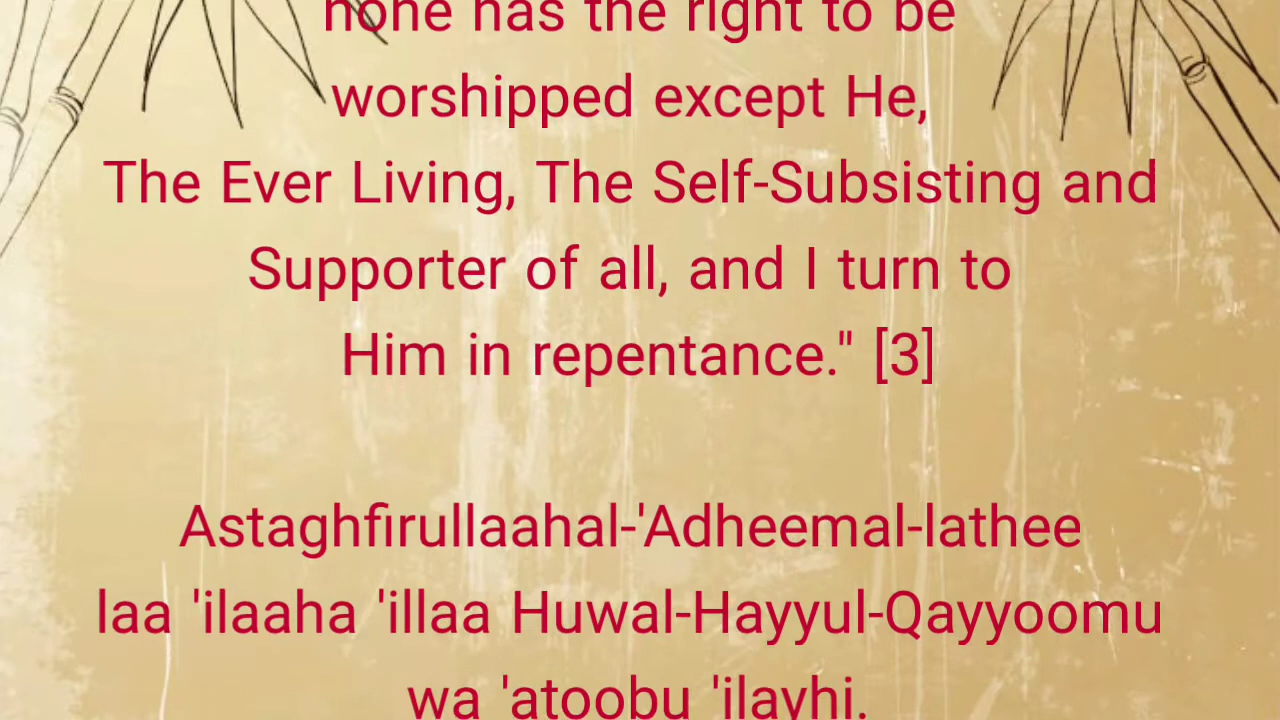 none has the right to be
worshipped except He,
The Ever Living, The Self-Subsisting and
Supporter of all, and I turn to
Him in repentance." [3]
Astaghfirullaahal-'Adheemal-lathee
laa 'ilaaha 'illaa Huwal-Hayyul-Qayyoomu
wa 'atoobu 'ilayhi.